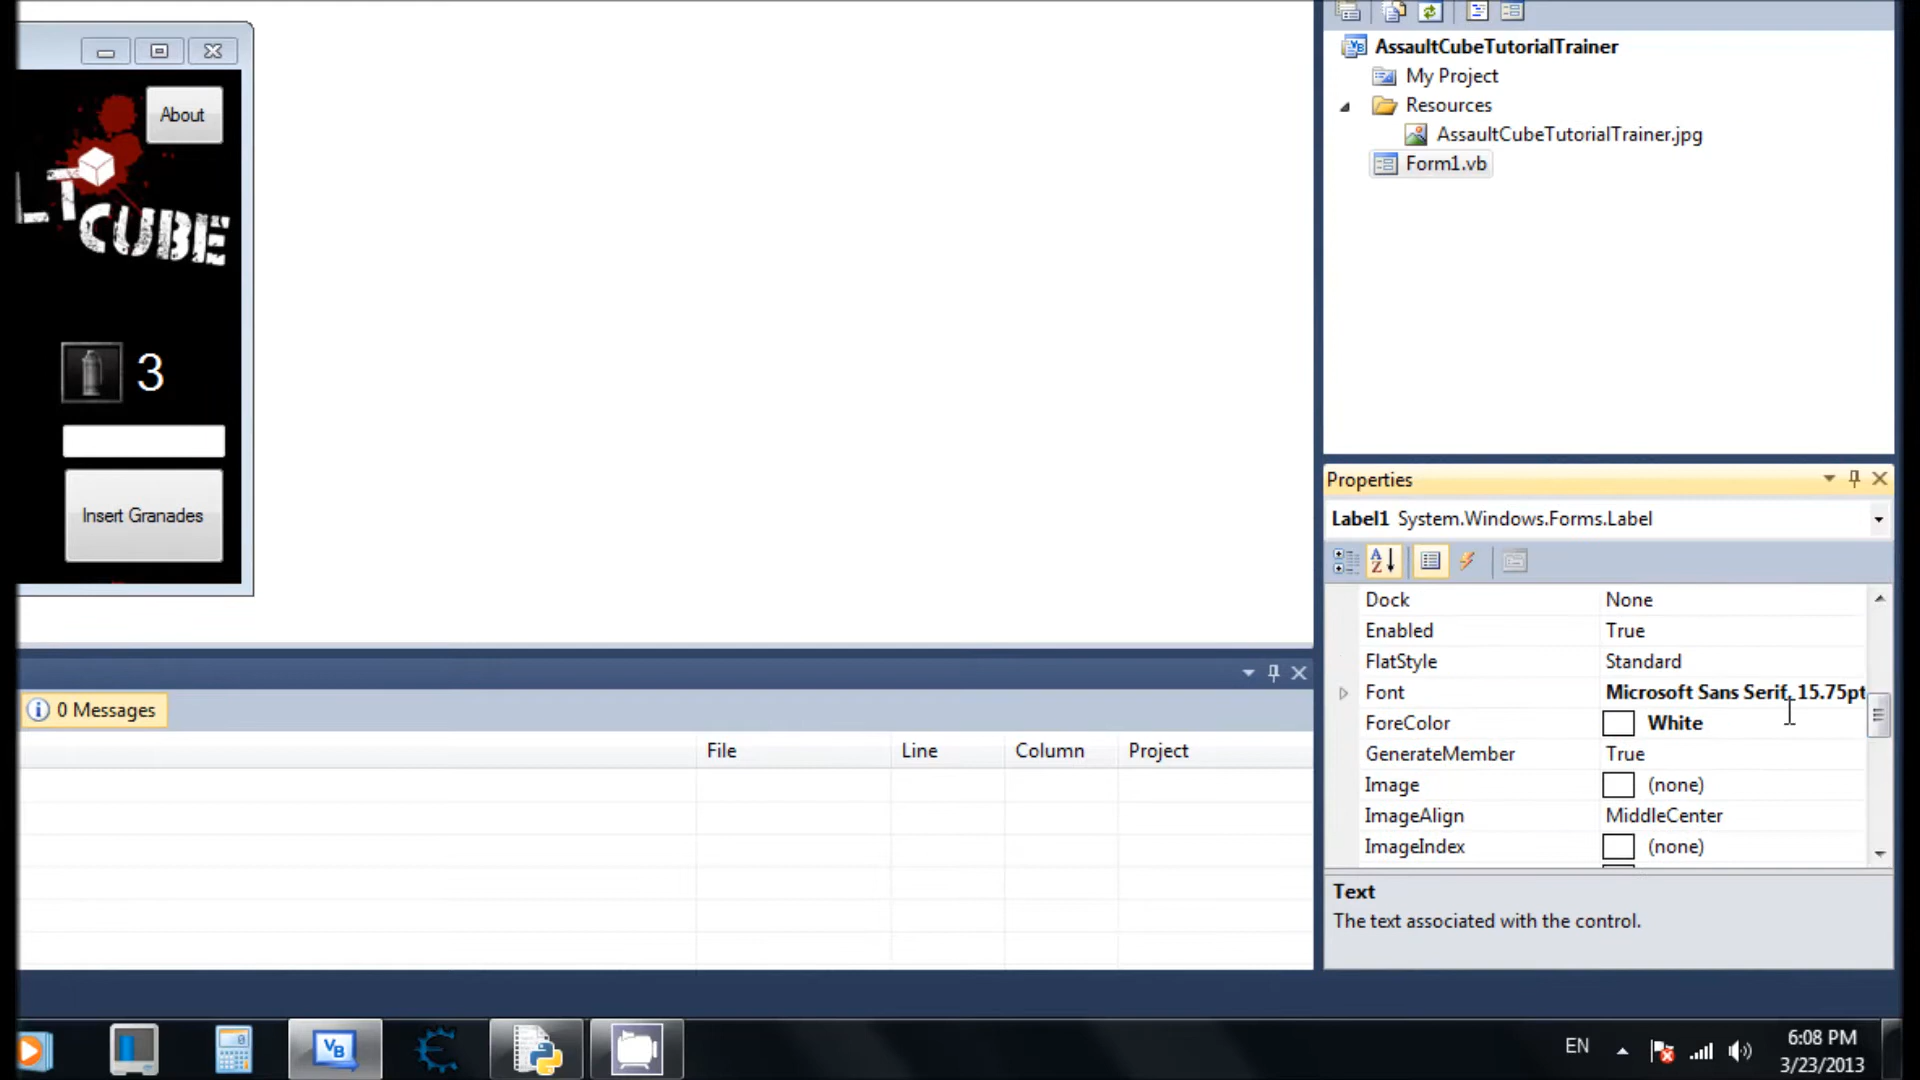 AssaultCubeTutorialTrainer
My Project
Resources
AssaultCubeTutorialTrainer.jpg
Form1.vb
About
LT
CUBE
3
Insert Granades
Properties
Label1 System.Windows.Forms.Label
Dock None
Enabled True
FlatStyle Standard
Font Microsoft Sans Serif, 15.75pt
ForeColor White
GenerateMember True
Image (none)
ImageAlign MiddleCenter
ImageIndex (none)
Text
The text associated with the control.
0 Messages
File Line Column Project
VB
EN
6:08 PM
3/23/2013